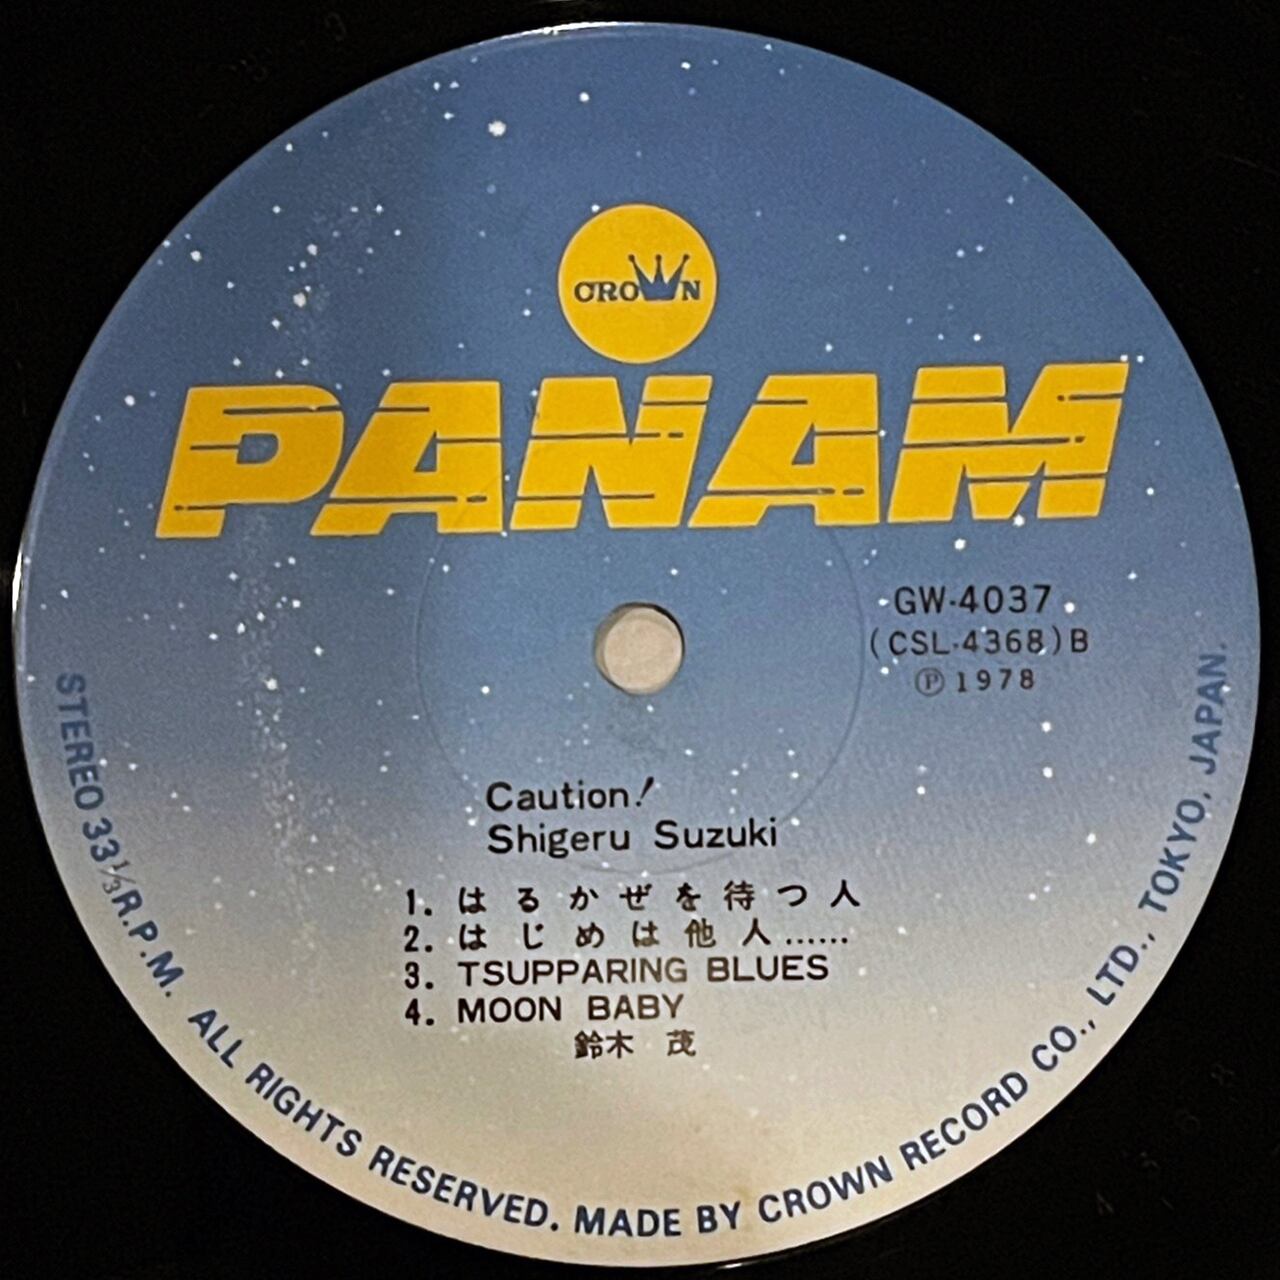 CROWN
PANAM
GW-4037
(CSL-4368)B
Ⓟ1978
Caution!
Shigeru Suzuki
1. はるかぜを待つ人
2. はじめは他人……
3. TSUPPARING BLUES
4. MOON BABY
鈴木 茂
STEREO 33⅓R.P.M. ALL RIGHTS RESERVED. MADE BY CROWN RECORD CO., LTD., TOKYO, JAPAN.